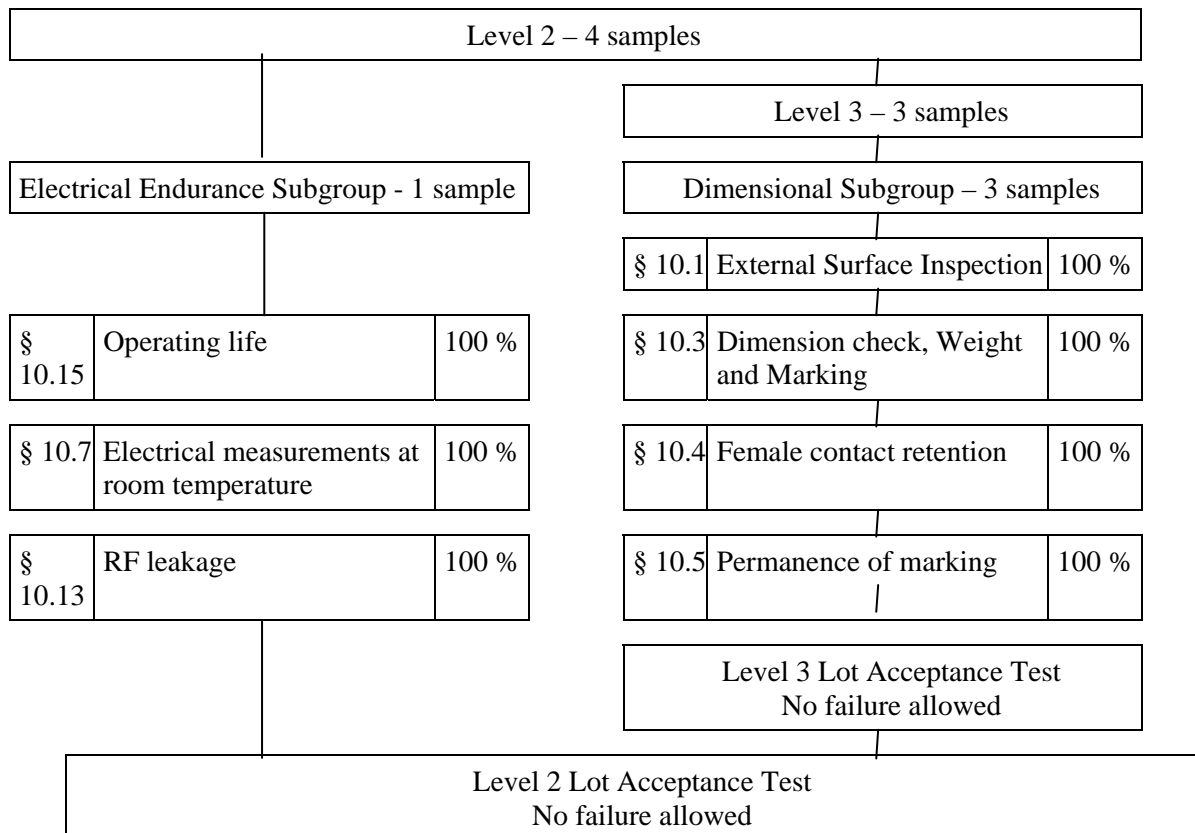 Level 2 – 4 samples
Level 3 – 3 samples
Electrical Endurance Subgroup - 1 sample
Dimensional Subgroup – 3 samples
§ 10.1 External Surface Inspection 100 %
§ 10.15 Operating life 100 %
§ 10.3 Dimension check, Weight
and Marking 100 %
§ 10.7 Electrical measurements at
room temperature 100 %
§ 10.4 Female contact retention 100 %
§ 10.13 RF leakage 100 %
§ 10.5 Permanence of marking 100 %
Level 3 Lot Acceptance Test
No failure allowed
Level 2 Lot Acceptance Test
No failure allowed